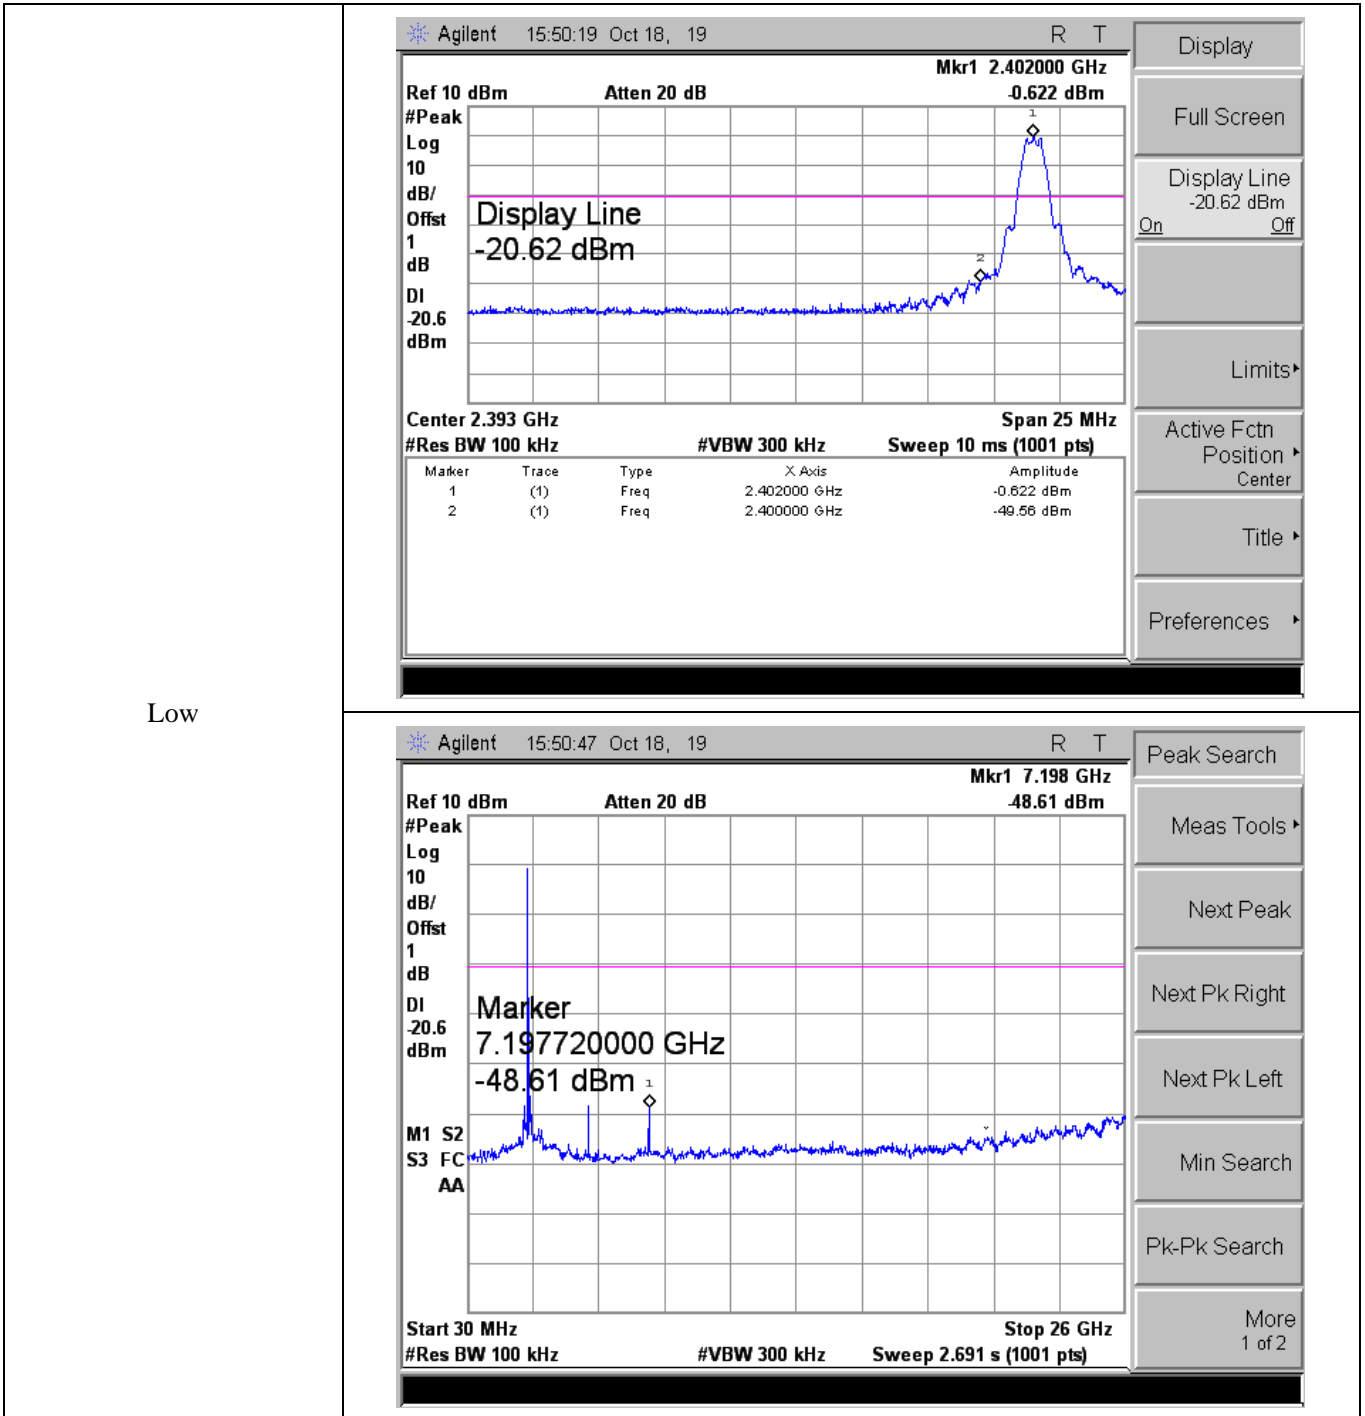 Low
Agilent 15:50:19 Oct 18, 19 R T
Mkr1 2.402000 GHz
Ref 10 dBm Atten 20 dB -0.622 dBm
#Peak
Log
10
dB/
Offst
1
dB
DI
-20.6
dBm
1
2
Display Line
-20.62 dBm
Center 2.393 GHz Span 25 MHz
#Res BW 100 kHz #VBW 300 kHz Sweep 10 ms (1001 pts)
Marker Trace Type X Axis Amplitude
1 (1) Freq 2.402000 GHz -0.622 dBm
2 (1) Freq 2.400000 GHz -49.56 dBm
Display
Full Screen
Display Line
-20.62 dBm
On Off
Limits
Active Fctn
Position
Center
Title
Preferences
Agilent 15:50:47 Oct 18, 19 R T
Mkr1 7.198 GHz
Ref 10 dBm Atten 20 dB -48.61 dBm
#Peak
Log
10
dB/
Offst
1
dB
DI
-20.6
dBm
M1 S2
S3 FC
AA
Marker
7.197720000 GHz
-48.61 dBm
1
Start 30 MHz Stop 26 GHz
#Res BW 100 kHz #VBW 300 kHz Sweep 2.691 s (1001 pts)
Peak Search
Meas Tools
Next Peak
Next Pk Right
Next Pk Left
Min Search
Pk-Pk Search
More
1 of 2